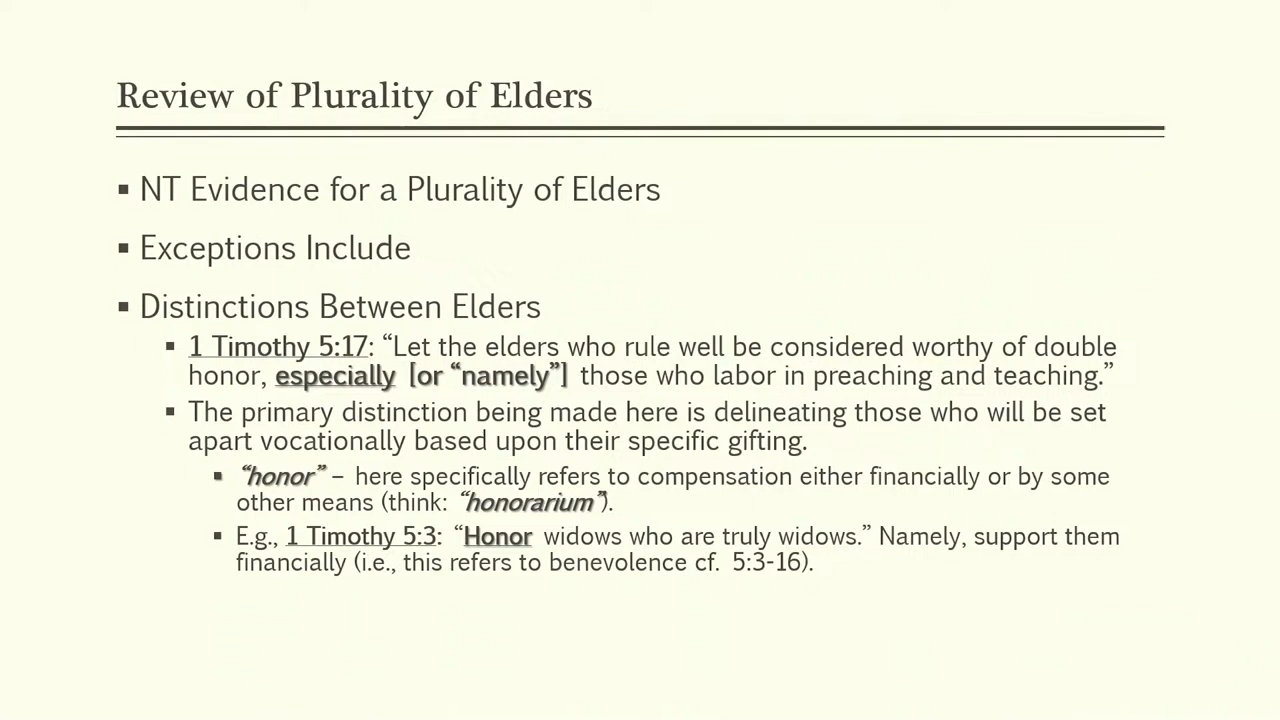 Review of Plurality of Elders
▪ NT Evidence for a Plurality of Elders
▪ Exceptions Include
▪ Distinctions Between Elders
▪ 1 Timothy 5:17: “Let the elders who rule well be considered worthy of double
honor, especially [or “namely”] those who labor in preaching and teaching.”
▪ The primary distinction being made here is delineating those who will be set
apart vocationally based upon their specific gifting.
▪ “honor” – here specifically refers to compensation either financially or by some
other means (think: “honorarium”).
▪ E.g., 1 Timothy 5:3: “Honor widows who are truly widows.” Namely, support them
financially (i.e., this refers to benevolence cf. 5:3-16).